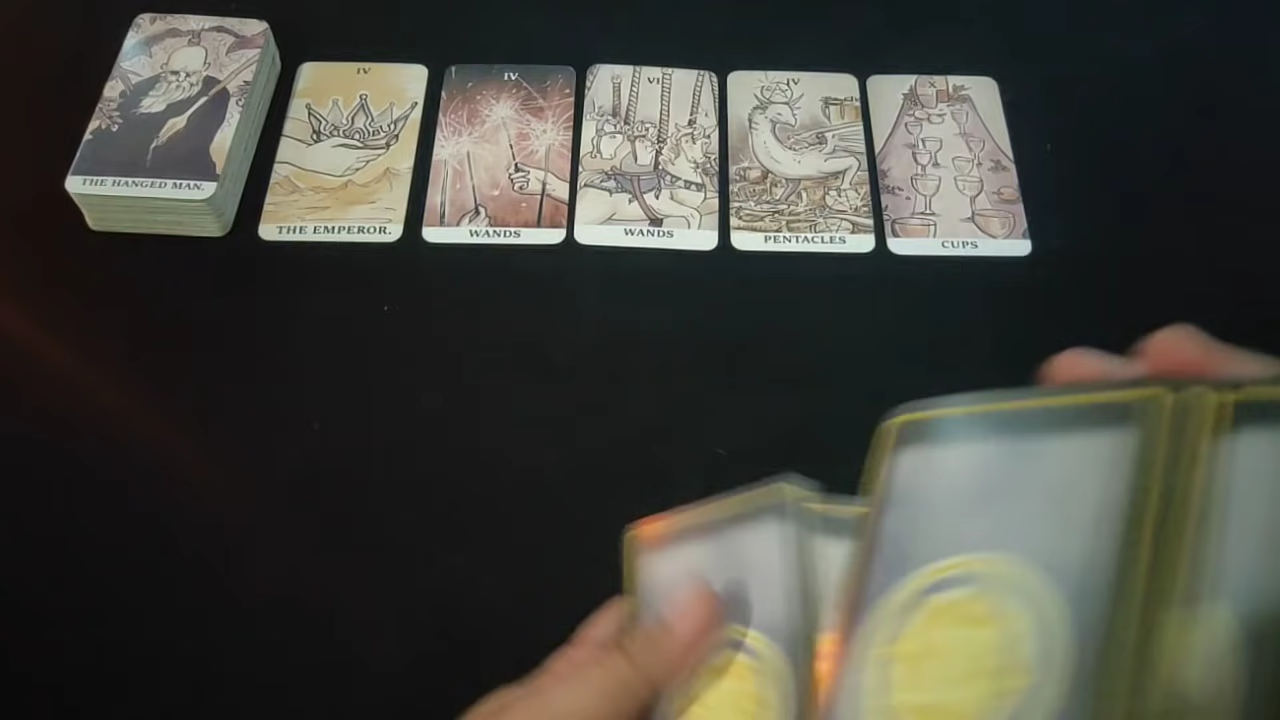 THE HANGED MAN.
IV
THE EMPEROR.
IV
WANDS
VI
WANDS
IV
PENTACLES
X
CUPS